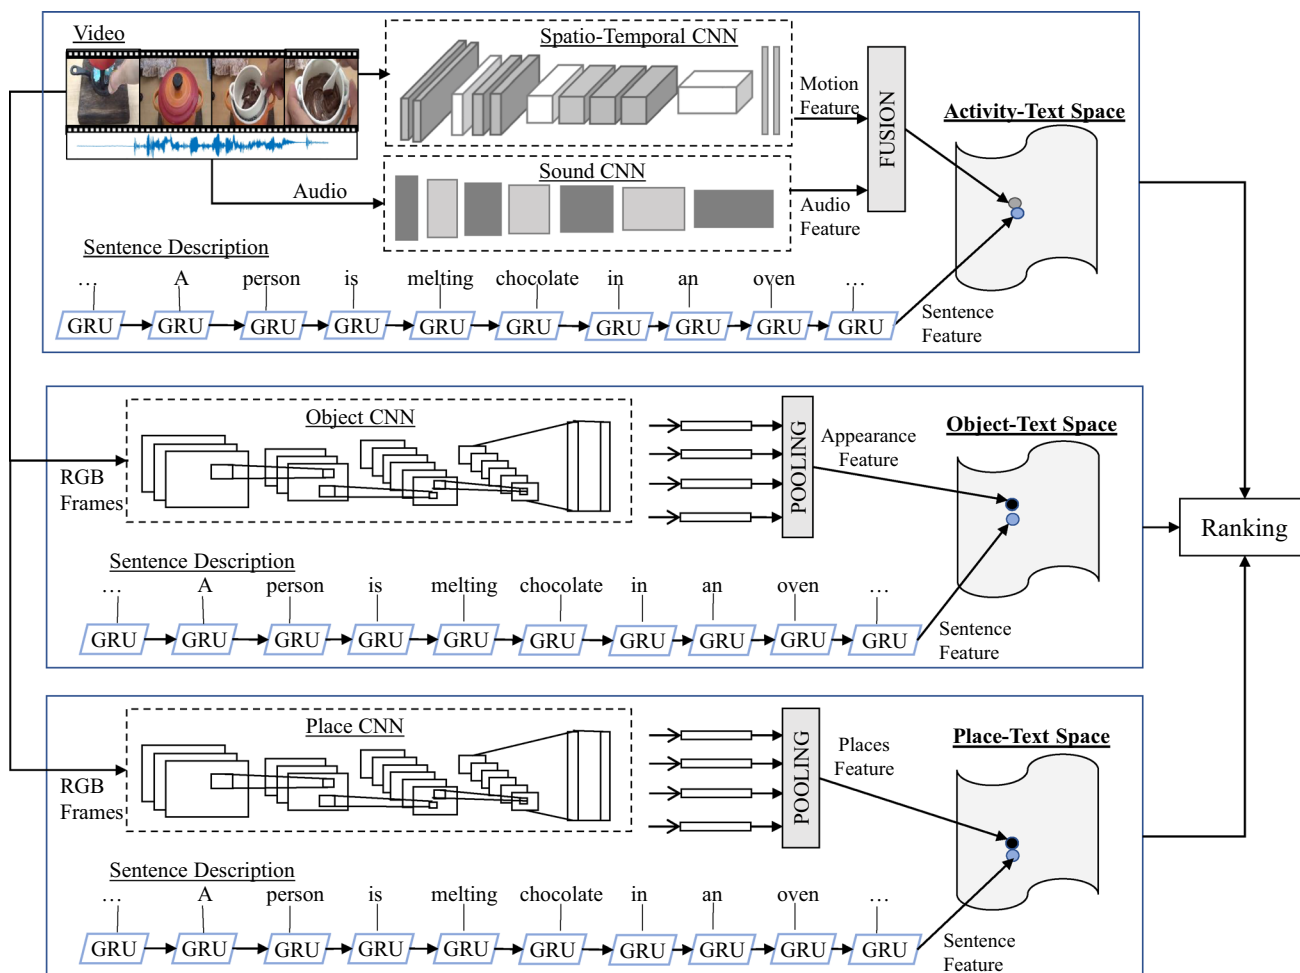 Video
Spatio-Temporal CNN
Motion
Feature
FUSION
Activity-Text Space
Audio
Sound CNN
Audio
Feature
Sentence Description
… A person is melting chocolate in an oven …
GRU GRU GRU GRU GRU GRU GRU GRU GRU GRU
Sentence
Feature
Object CNN
RGB
Frames
POOLING
Appearance
Feature
Object-Text Space
Ranking
Sentence Description
… A person is melting chocolate in an oven …
GRU GRU GRU GRU GRU GRU GRU GRU GRU GRU
Sentence
Feature
Place CNN
RGB
Frames
POOLING
Places
Feature
Place-Text Space
Sentence Description
… A person is melting chocolate in an oven …
GRU GRU GRU GRU GRU GRU GRU GRU GRU GRU
Sentence
Feature